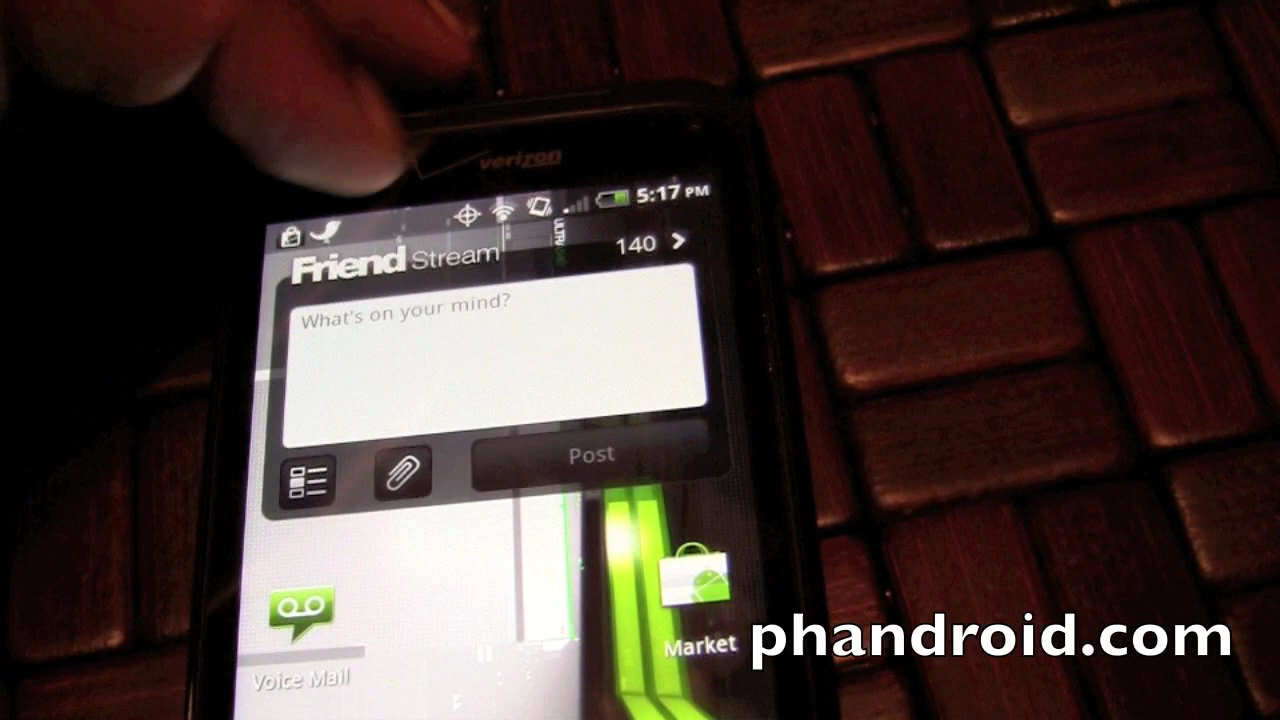 verizon
5:17 PM
Friend Stream
140
What's on your mind?
Post
Voice Mail
Market
phandroid.com